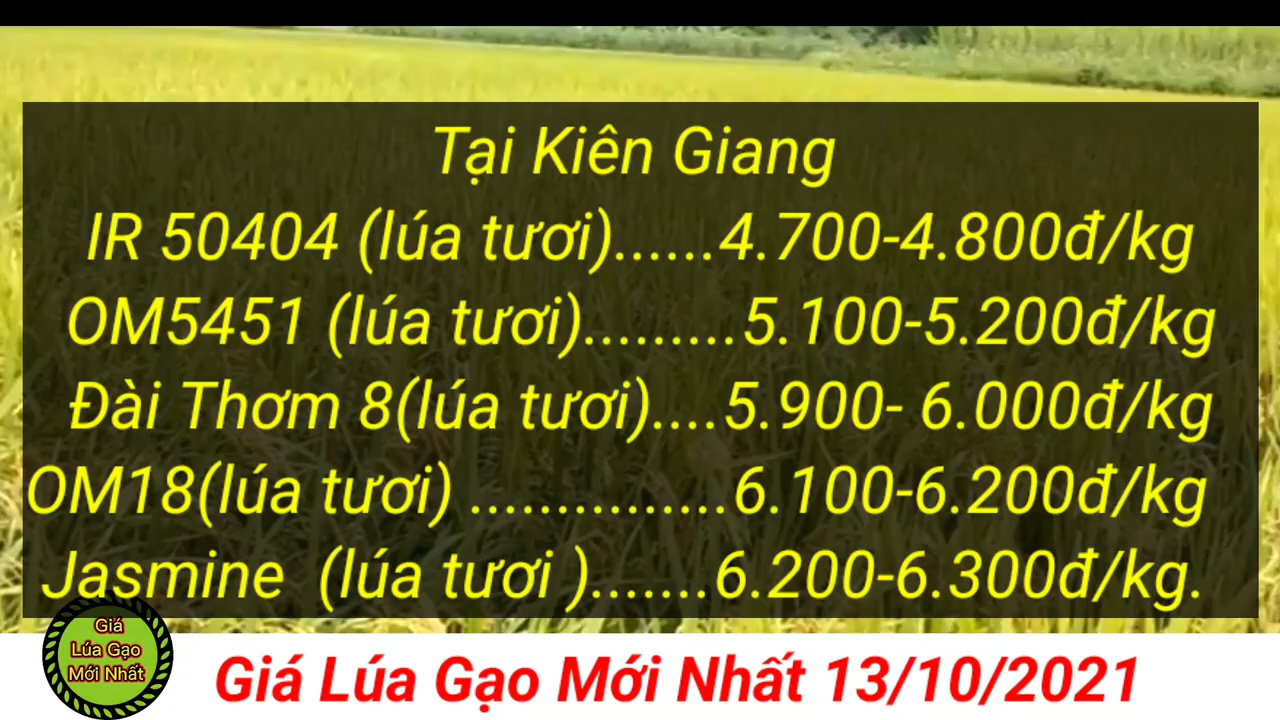 Tại Kiên Giang
IR 50404 (lúa tươi)......4.700-4.800đ/kg
OM5451 (lúa tươi).........5.100-5.200đ/kg
Đài Thơm 8(lúa tươi)....5.900- 6.000đ/kg
OM18(lúa tươi) ...............6.100-6.200đ/kg
Jasmine  (lúa tươi ).......6.200-6.300đ/kg.
Giá
Lúa Gạo
Mới Nhất
Giá Lúa Gạo Mới Nhất 13/10/2021